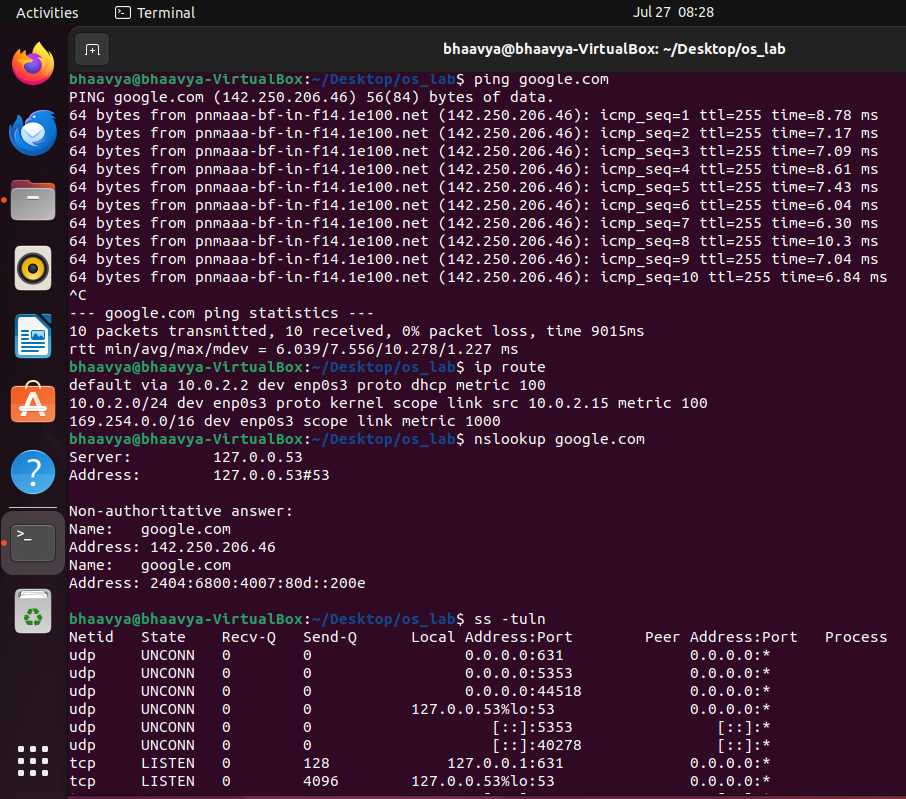 Activities Terminal Jul 27 08:28
bhaavya@bhaavya-VirtualBox: ~/Desktop/os_lab
bhaavya@bhaavya-VirtualBox:~/Desktop/os_lab$ ping google.com
PING google.com (142.250.206.46) 56(84) bytes of data.
64 bytes from pnmaaa-bf-in-f14.1e100.net (142.250.206.46): icmp_seq=1 ttl=255 time=8.78 ms
64 bytes from pnmaaa-bf-in-f14.1e100.net (142.250.206.46): icmp_seq=2 ttl=255 time=7.17 ms
64 bytes from pnmaaa-bf-in-f14.1e100.net (142.250.206.46): icmp_seq=3 ttl=255 time=7.09 ms
64 bytes from pnmaaa-bf-in-f14.1e100.net (142.250.206.46): icmp_seq=4 ttl=255 time=8.61 ms
64 bytes from pnmaaa-bf-in-f14.1e100.net (142.250.206.46): icmp_seq=5 ttl=255 time=7.43 ms
64 bytes from pnmaaa-bf-in-f14.1e100.net (142.250.206.46): icmp_seq=6 ttl=255 time=6.04 ms
64 bytes from pnmaaa-bf-in-f14.1e100.net (142.250.206.46): icmp_seq=7 ttl=255 time=6.30 ms
64 bytes from pnmaaa-bf-in-f14.1e100.net (142.250.206.46): icmp_seq=8 ttl=255 time=10.3 ms
64 bytes from pnmaaa-bf-in-f14.1e100.net (142.250.206.46): icmp_seq=9 ttl=255 time=7.04 ms
64 bytes from pnmaaa-bf-in-f14.1e100.net (142.250.206.46): icmp_seq=10 ttl=255 time=6.84 ms
^C
--- google.com ping statistics ---
10 packets transmitted, 10 received, 0% packet loss, time 9015ms
rtt min/avg/max/mdev = 6.039/7.556/10.278/1.227 ms
bhaavya@bhaavya-VirtualBox:~/Desktop/os_lab$ ip route
default via 10.0.2.2 dev enp0s3 proto dhcp metric 100
10.0.2.0/24 dev enp0s3 proto kernel scope link src 10.0.2.15 metric 100
169.254.0.0/16 dev enp0s3 scope link metric 1000
bhaavya@bhaavya-VirtualBox:~/Desktop/os_lab$ nslookup google.com
Server: 127.0.0.53
Address: 127.0.0.53#53
Non-authoritative answer:
Name: google.com
Address: 142.250.206.46
Name: google.com
Address: 2404:6800:4007:80d::200e
bhaavya@bhaavya-VirtualBox:~/Desktop/os_lab$ ss -tuln
Netid State Recv-Q Send-Q Local Address:Port Peer Address:Port Process
udp UNCONN 0 0 0.0.0.0:631 0.0.0.0:*
udp UNCONN 0 0 0.0.0.0:5353 0.0.0.0:*
udp UNCONN 0 0 0.0.0.0:44518 0.0.0.0:*
udp UNCONN 0 0 127.0.0.53%lo:53 0.0.0.0:*
udp UNCONN 0 0 [::]:5353 [::]:*
udp UNCONN 0 0 [::]:40278 [::]:*
tcp LISTEN 0 128 127.0.0.1:631 0.0.0.0:*
tcp LISTEN 0 4096 127.0.0.53%lo:53 0.0.0.0:*